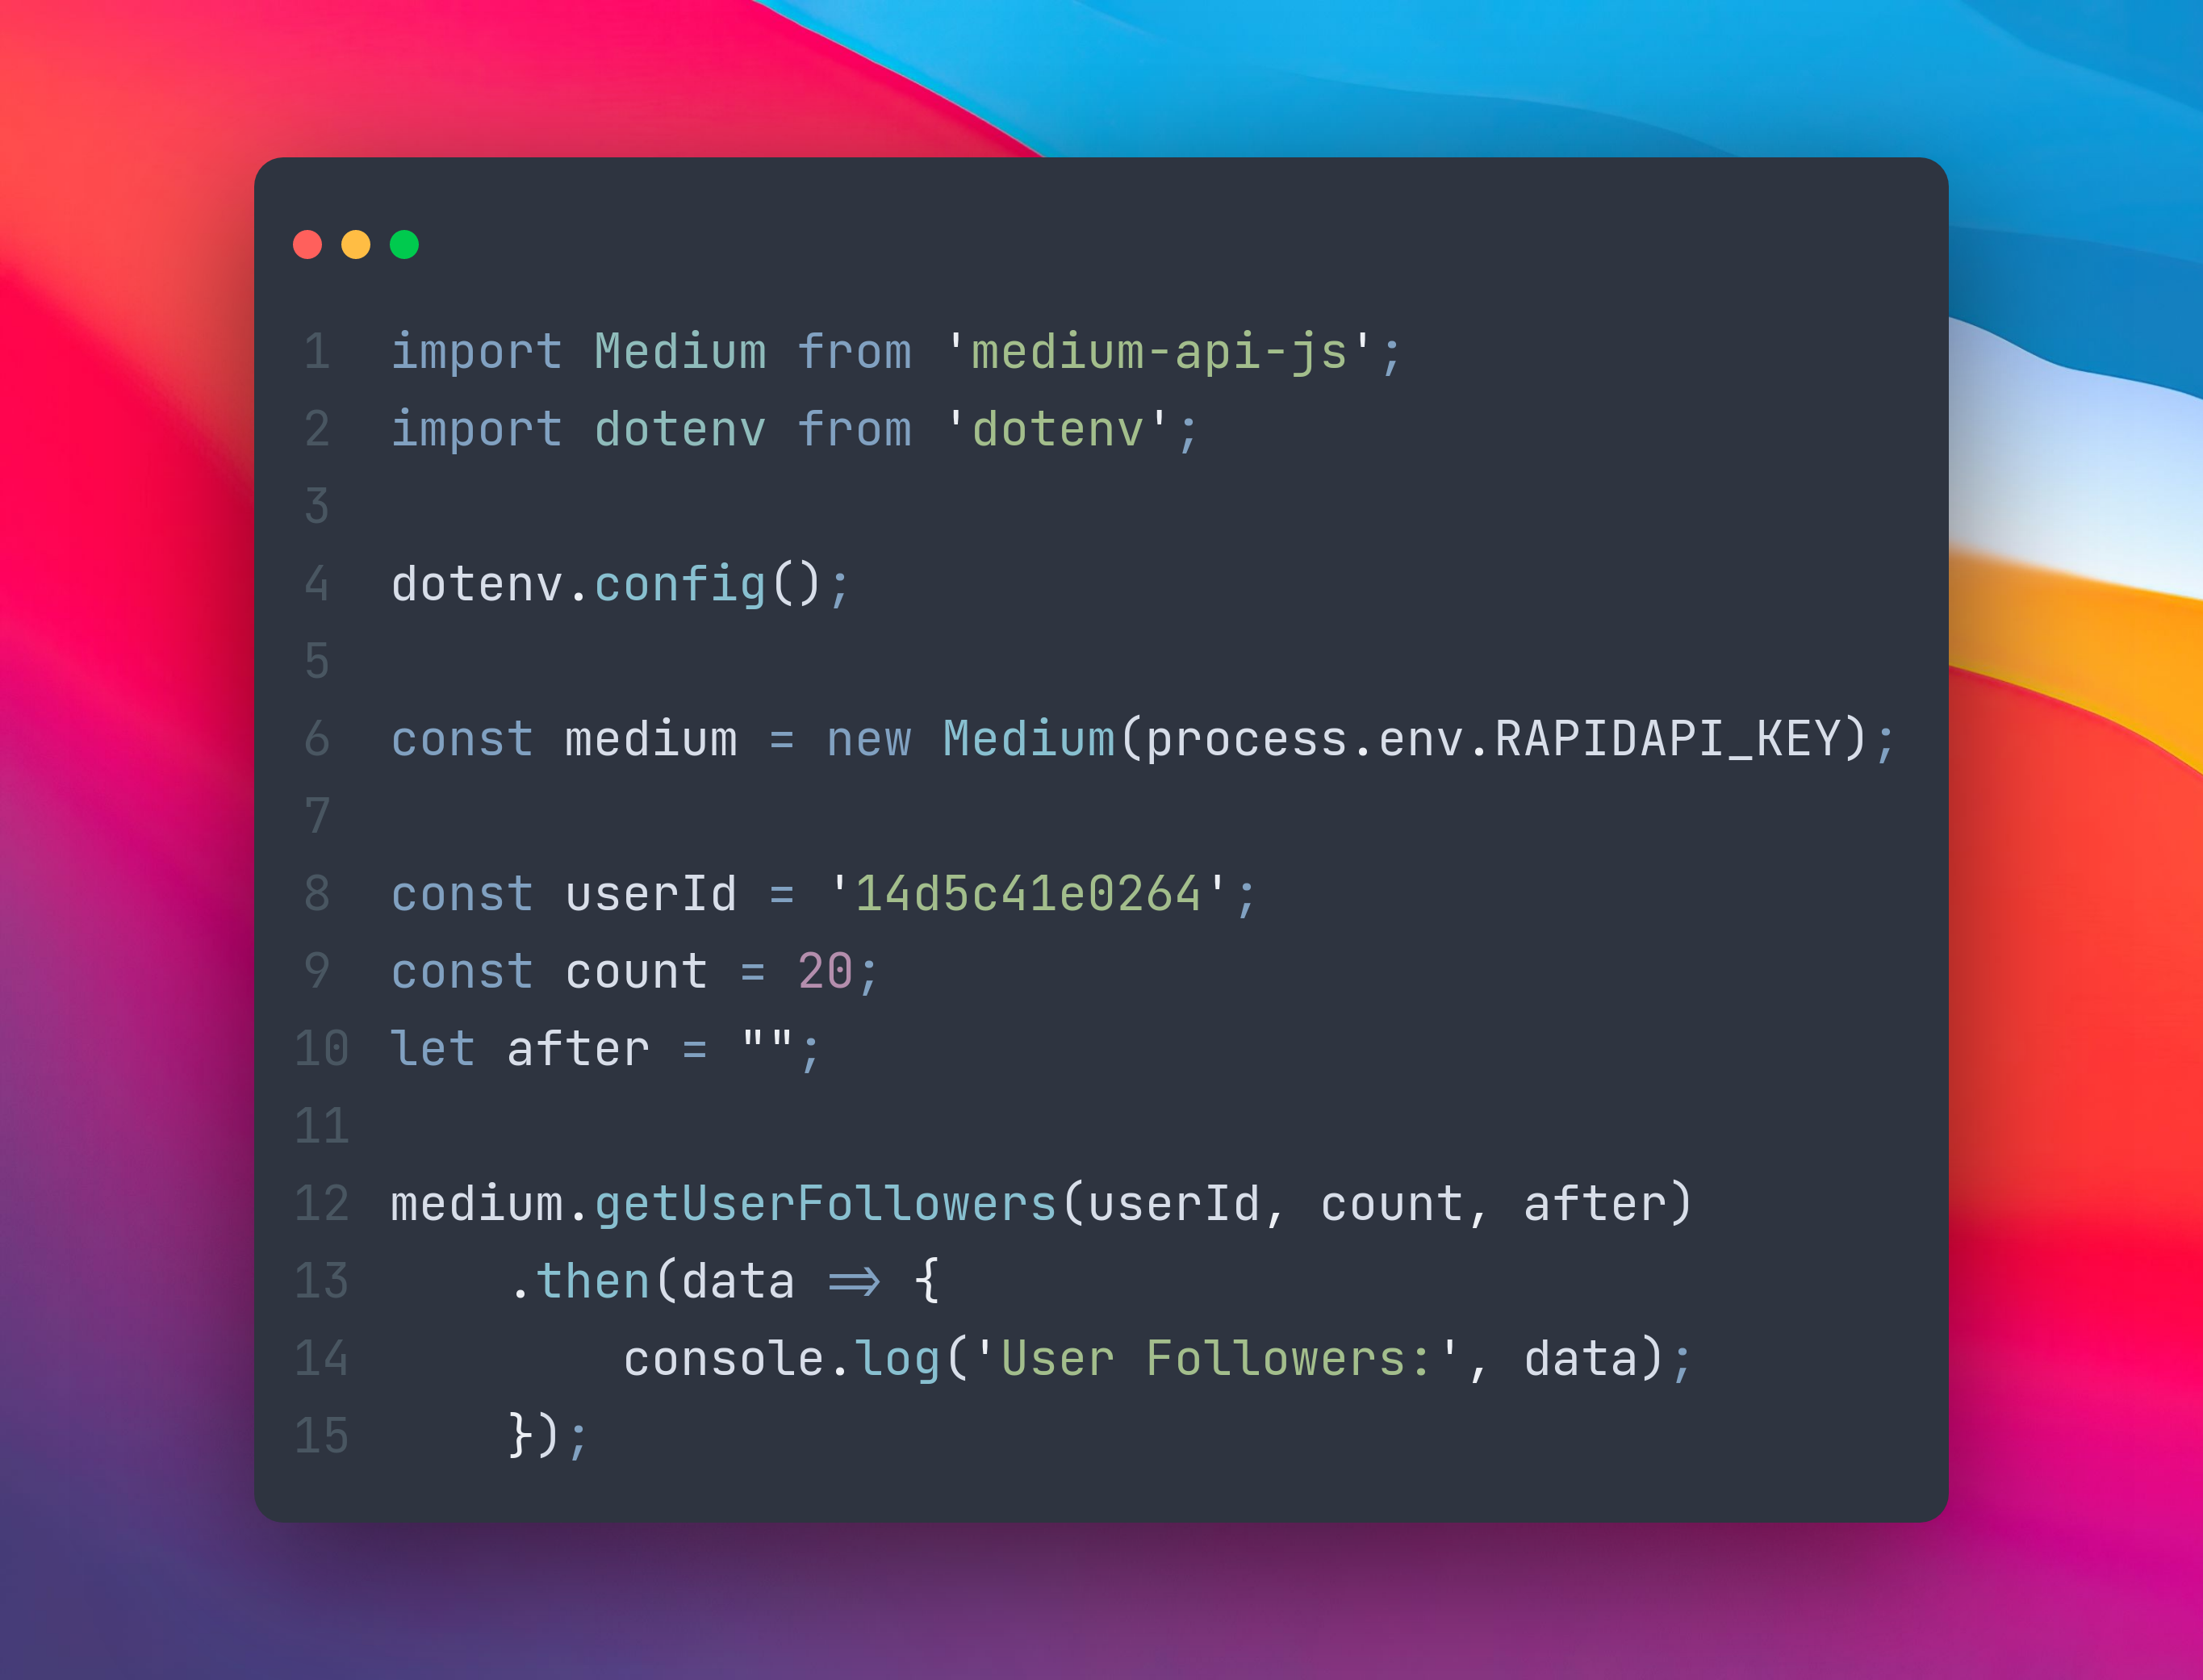 1 import Medium from 'medium-api-js';
2 import dotenv from 'dotenv';
3
4 dotenv.config();
5
6 const medium = new Medium(process.env.RAPIDAPI_KEY);
7
8 const userId = '14d5c41e0264';
9 const count = 20;
10 let after = "";
11
12 medium.getUserFollowers(userId, count, after)
13     .then(data => {
14         console.log('User Followers:', data);
15     });